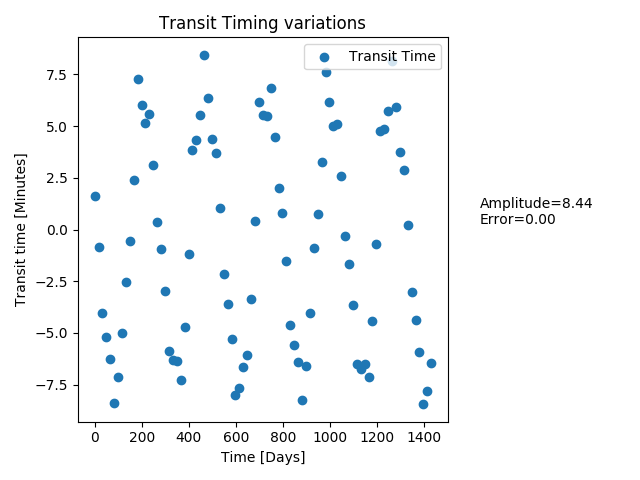 Transit Timing variations
Transit Time
Transit time [Minutes]
7.5
5.0
2.5
0.0
−2.5
−5.0
−7.5
0 200 400 600 800 1000 1200 1400
Time [Days]
Amplitude=8.44
Error=0.00